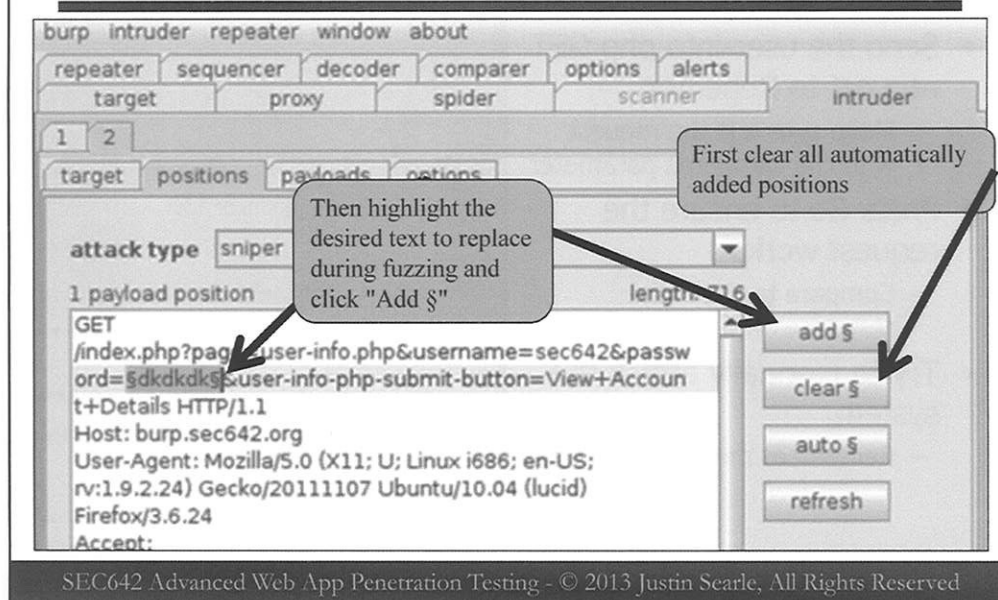 burp intruder repeater window about
repeater sequencer decoder comparer options alerts
target proxy spider scanner intruder
1 2
target positions payloads options
First clear all automatically
added positions
Then highlight the
desired text to replace
during fuzzing and
click "Add §"
attack type sniper
1 payload position length: 716
GET
/index.php?page=user-info.php&username=sec642&passw
ord=§dkdkdk§&user-info-php-submit-button=View+Accoun
t+Details HTTP/1.1
Host: burp.sec642.org
User-Agent: Mozilla/5.0 (X11; U; Linux i686; en-US;
rv:1.9.2.24) Gecko/20111107 Ubuntu/10.04 (lucid)
Firefox/3.6.24
Accept:
add §
clear §
auto §
refresh
SEC642 Advanced Web App Penetration Testing - © 2013 Justin Searle, All Rights Reserved